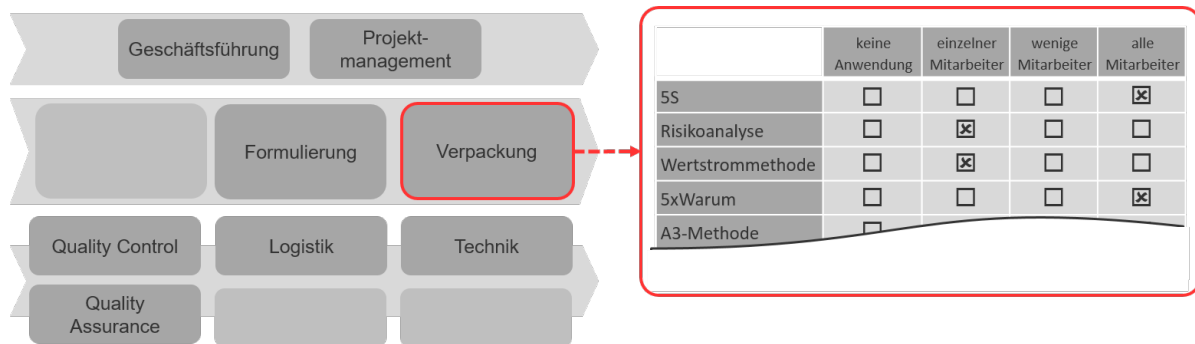 Geschäftsführung
Projekt-
management
Formulierung
Verpackung
Quality Control
Logistik
Technik
Quality
Assurance
keine
Anwendung
einzelner
Mitarbeiter
wenige
Mitarbeiter
alle
Mitarbeiter
5S
Risikoanalyse
Wertstrommethode
5xWarum
A3-Methode